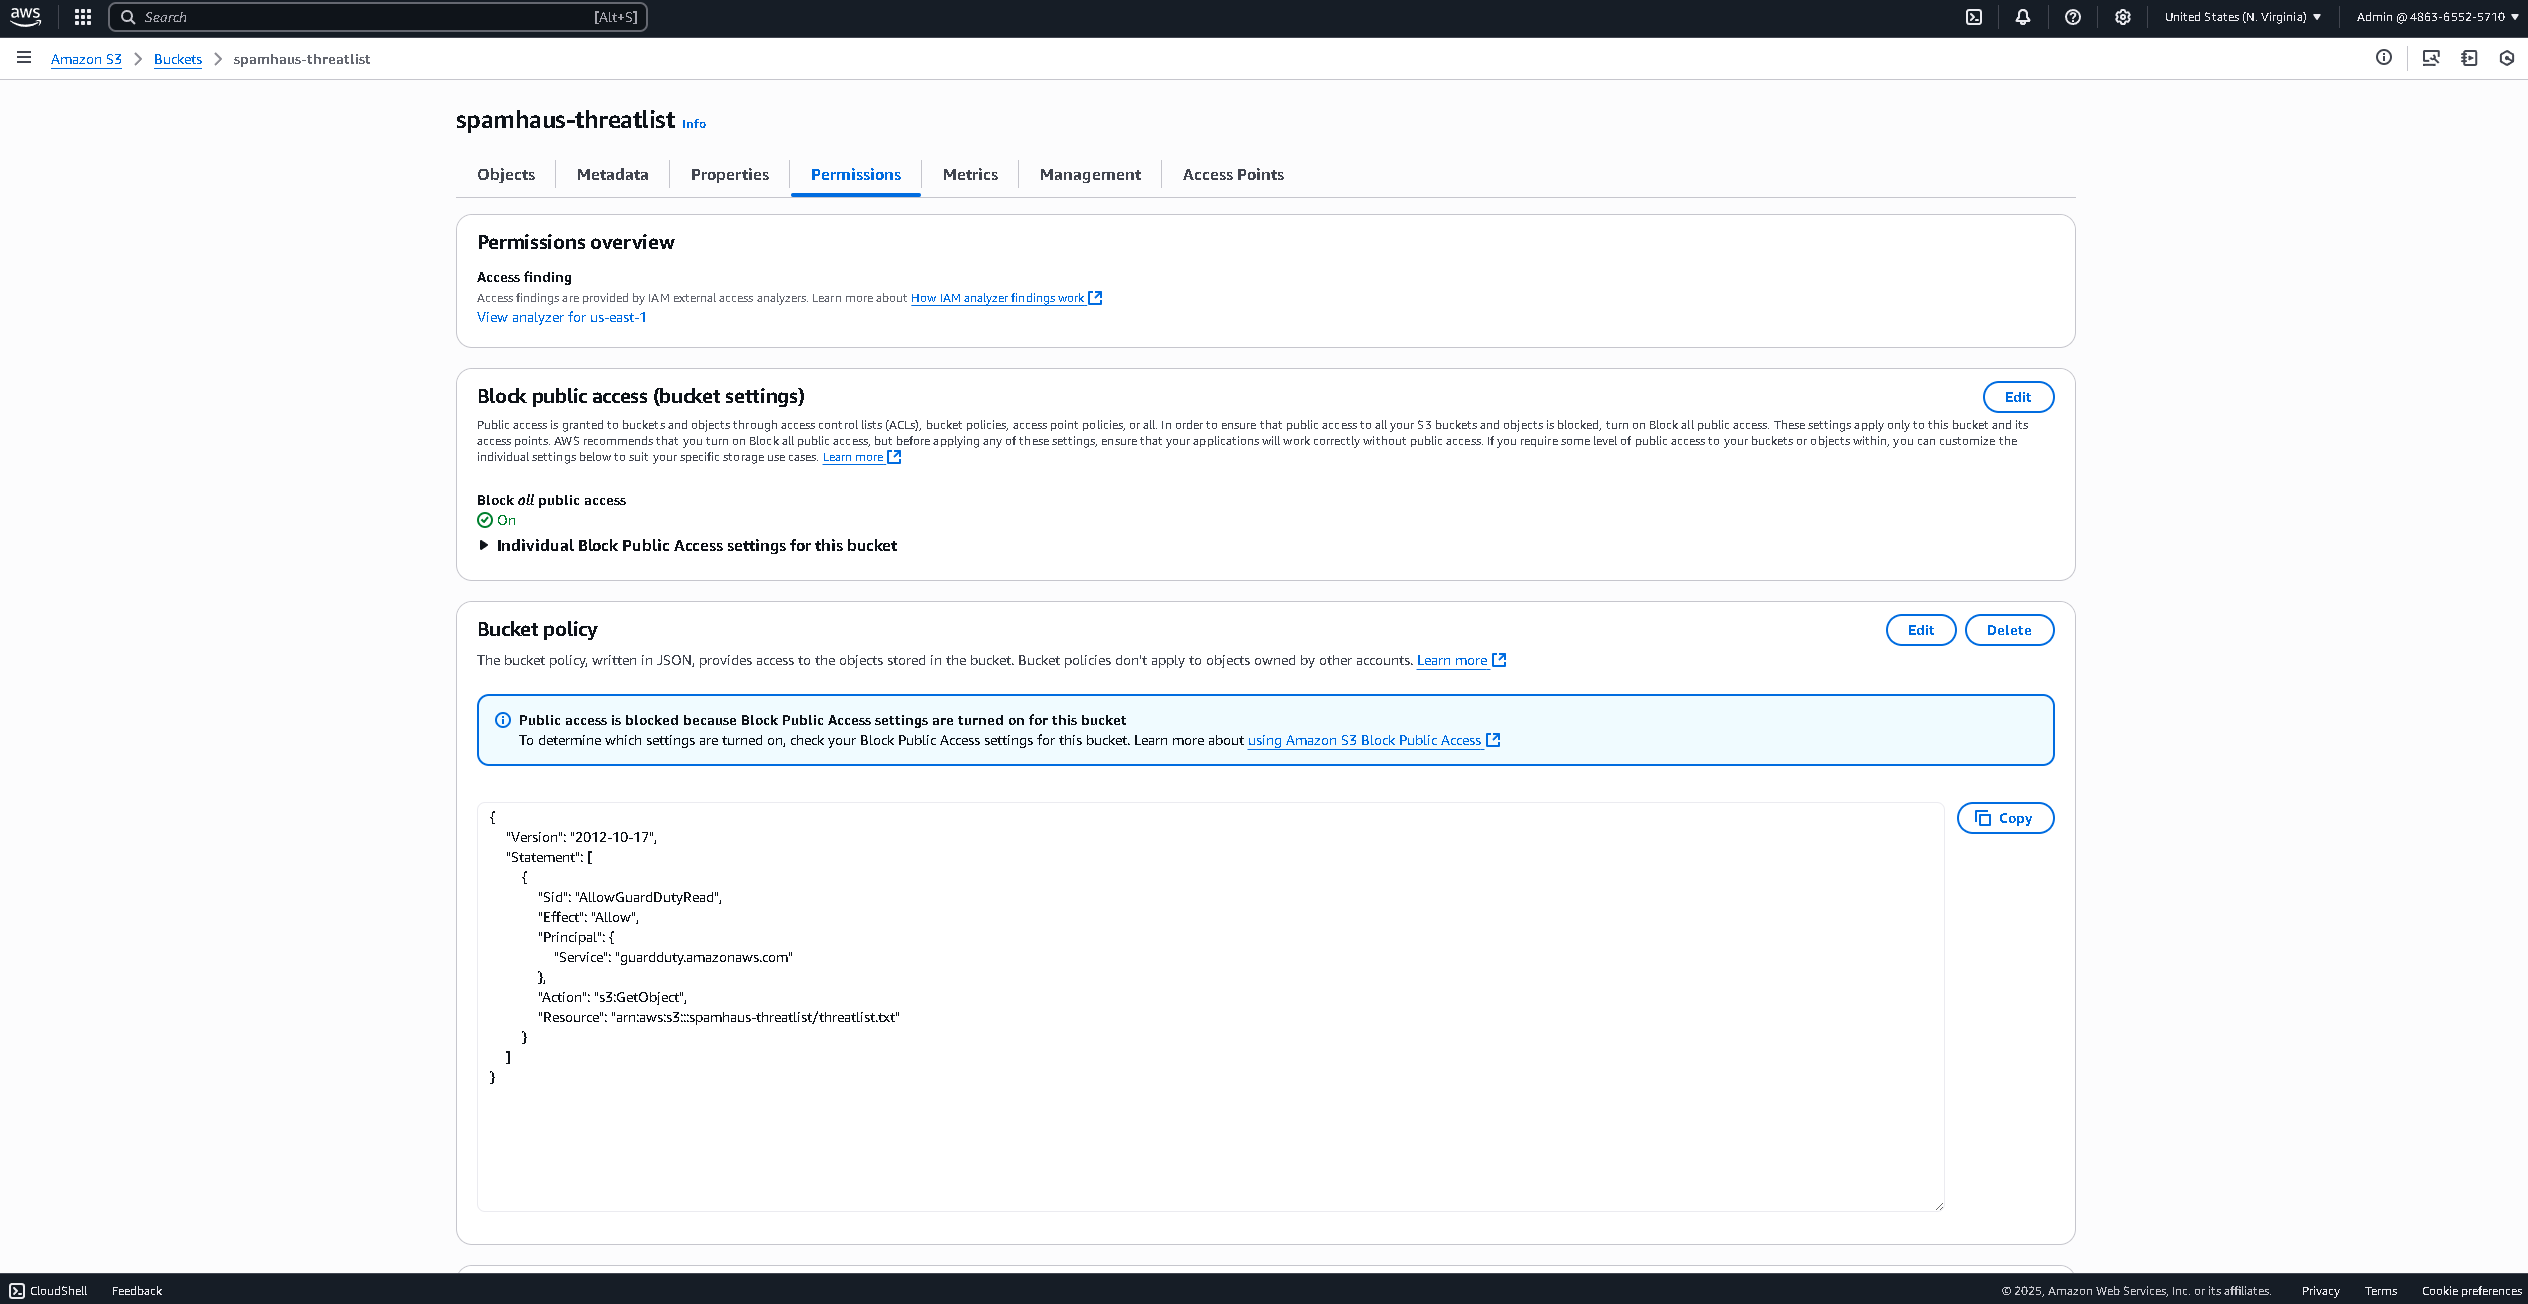 aws
Search [Alt+S]
United States (N. Virginia) Admin @ 4863-6552-5710
Amazon S3 Buckets spamhaus-threatlist
spamhaus-threatlist Info
Objects Metadata Properties Permissions Metrics Management Access Points
Permissions overview
Access finding
Access findings are provided by IAM external access analyzers. Learn more about How IAM analyzer findings work
View analyzer for us-east-1
Block public access (bucket settings)
Edit
Public access is granted to buckets and objects through access control lists (ACLs), bucket policies, access point policies, or all. In order to ensure that public access to all your S3 buckets and objects is blocked, turn on Block all public access. These settings apply only to this bucket and its
access points. AWS recommends that you turn on Block all public access, but before applying any of these settings, ensure that your applications will work correctly without public access. If you require some level of public access to your buckets or objects within, you can customize the
individual settings below to suit your specific storage use cases. Learn more
Block all public access
On
Individual Block Public Access settings for this bucket
Bucket policy
Edit Delete
The bucket policy, written in JSON, provides access to the objects stored in the bucket. Bucket policies don't apply to objects owned by other accounts. Learn more
Public access is blocked because Block Public Access settings are turned on for this bucket
To determine which settings are turned on, check your Block Public Access settings for this bucket. Learn more about using Amazon S3 Block Public Access
Copy
{
"Version": "2012-10-17",
"Statement": [
{
"Sid": "AllowGuardDutyRead",
"Effect": "Allow",
"Principal": {
"Service": "guardduty.amazonaws.com"
},
"Action": "s3:GetObject",
"Resource": "arn:aws:s3:::spamhaus-threatlist/threatlist.txt"
}
]
}
CloudShell Feedback
© 2025, Amazon Web Services, Inc. or its affiliates. Privacy Terms Cookie preferences